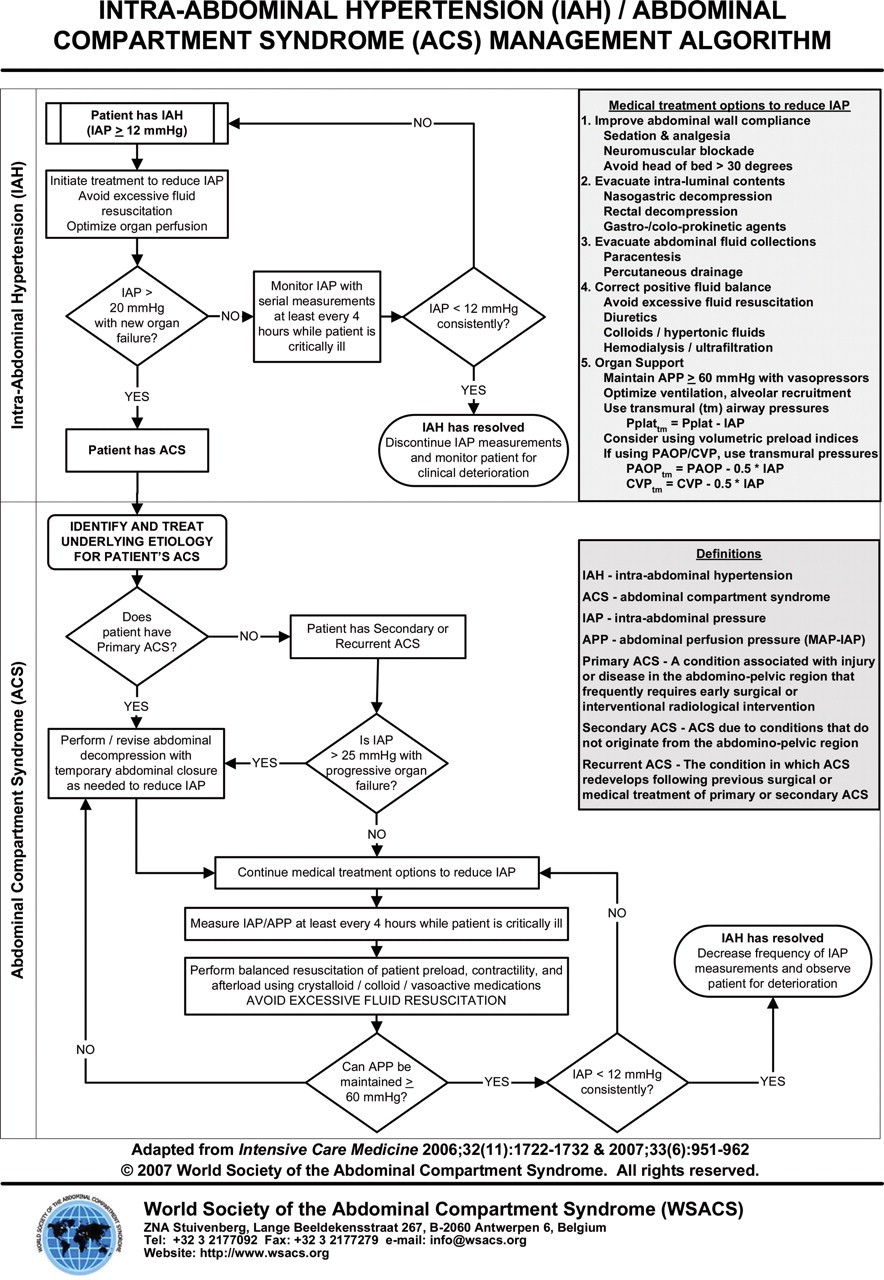 INTRA-ABDOMINAL HYPERTENSION (IAH) / ABDOMINAL
COMPARTMENT SYNDROME (ACS) MANAGEMENT ALGORITHM
Intra-Abdominal Hypertension (IAH)
Patient has IAH
(IAP ≥ 12 mmHg)
NO
Initiate treatment to reduce IAP
Avoid excessive fluid
resuscitation
Optimize organ perfusion
IAP >
20 mmHg
with new organ
failure?
NO
Monitor IAP with
serial measurements
at least every 4
hours while patient is
critically ill
IAP < 12 mmHg
consistently?
YES
YES
Patient has ACS
IAH has resolved
Discontinue IAP measurements
and monitor patient for
clinical deterioration
Medical treatment options to reduce IAP
1. Improve abdominal wall compliance
Sedation & analgesia
Neuromuscular blockade
Avoid head of bed > 30 degrees
2. Evacuate intra-luminal contents
Nasogastric decompression
Rectal decompression
Gastro-/colo-prokinetic agents
3. Evacuate abdominal fluid collections
Paracentesis
Percutaneous drainage
4. Correct positive fluid balance
Avoid excessive fluid resuscitation
Diuretics
Colloids / hypertonic fluids
Hemodialysis / ultrafiltration
5. Organ Support
Maintain APP ≥ 60 mmHg with vasopressors
Optimize ventilation, alveolar recruitment
Use transmural (tm) airway pressures
Pplattm = Pplat - IAP
Consider using volumetric preload indices
If using PAOP/CVP, use transmural pressures
PAOPtm = PAOP - 0.5 * IAP
CVPtm = CVP - 0.5 * IAP
Abdominal Compartment Syndrome (ACS)
IDENTIFY AND TREAT
UNDERLYING ETIOLOGY
FOR PATIENT'S ACS
Does
patient have
Primary ACS?
NO
Patient has Secondary or
Recurrent ACS
YES
Perform / revise abdominal
decompression with
temporary abdominal closure
as needed to reduce IAP
YES
Is IAP
> 25 mmHg with
progressive organ
failure?
NO
Continue medical treatment options to reduce IAP
Measure IAP/APP at least every 4 hours while patient is critically ill
Perform balanced resuscitation of patient preload, contractility, and
afterload using crystalloid / colloid / vasoactive medications
AVOID EXCESSIVE FLUID RESUSCITATION
NO
Can APP be
maintained ≥
60 mmHg?
YES
IAP < 12 mmHg
consistently?
NO
YES
IAH has resolved
Decrease frequency of IAP
measurements and observe
patient for deterioration
Definitions
IAH - intra-abdominal hypertension
ACS - abdominal compartment syndrome
IAP - intra-abdominal pressure
APP - abdominal perfusion pressure (MAP-IAP)
Primary ACS - A condition associated with injury
or disease in the abdomino-pelvic region that
frequently requires early surgical or
interventional radiological intervention
Secondary ACS - ACS due to conditions that do
not originate from the abdomino-pelvic region
Recurrent ACS - The condition in which ACS
redevelops following previous surgical or
medical treatment of primary or secondary ACS
Adapted from Intensive Care Medicine 2006;32(11):1722-1732 & 2007;33(6):951-962
© 2007 World Society of the Abdominal Compartment Syndrome. All rights reserved.
WORLD SOCIETY OF THE ABDOMINAL COMPARTMENT SYNDROME
World Society of the Abdominal Compartment Syndrome (WSACS)
ZNA Stuivenberg, Lange Beeldekensstraat 267, B-2060 Antwerpen 6, Belgium
Tel: +32 3 2177092 Fax: +32 3 2177279 e-mail: info@wsacs.org
Website: http://www.wsacs.org